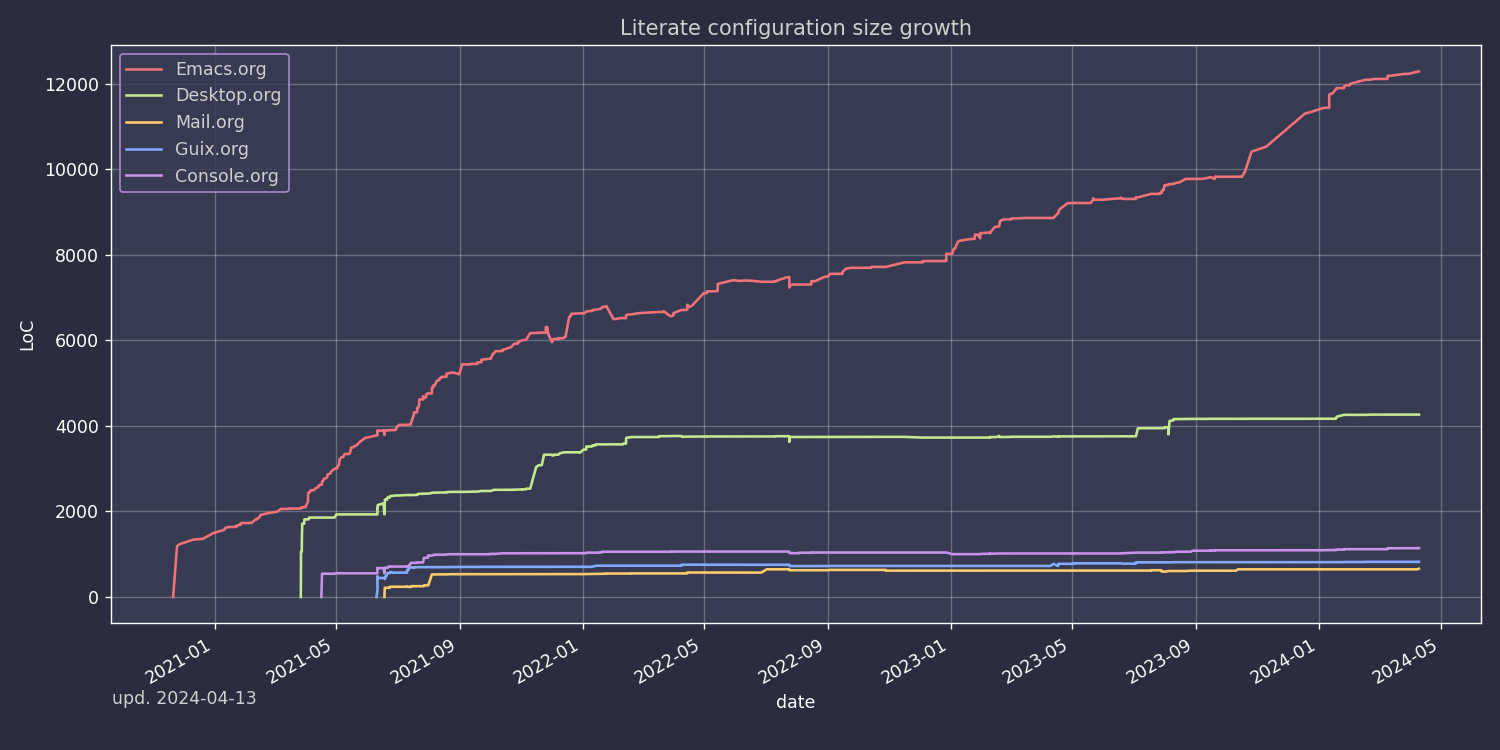 Literate configuration size growth
Emacs.org
Desktop.org
Mail.org
Guix.org
Console.org
12000
10000
8000
6000
4000
2000
0
LoC
2021-01
2021-05
2021-09
2022-01
2022-05
2022-09
2023-01
2023-05
2023-09
2024-01
2024-05
date
upd. 2024-04-13